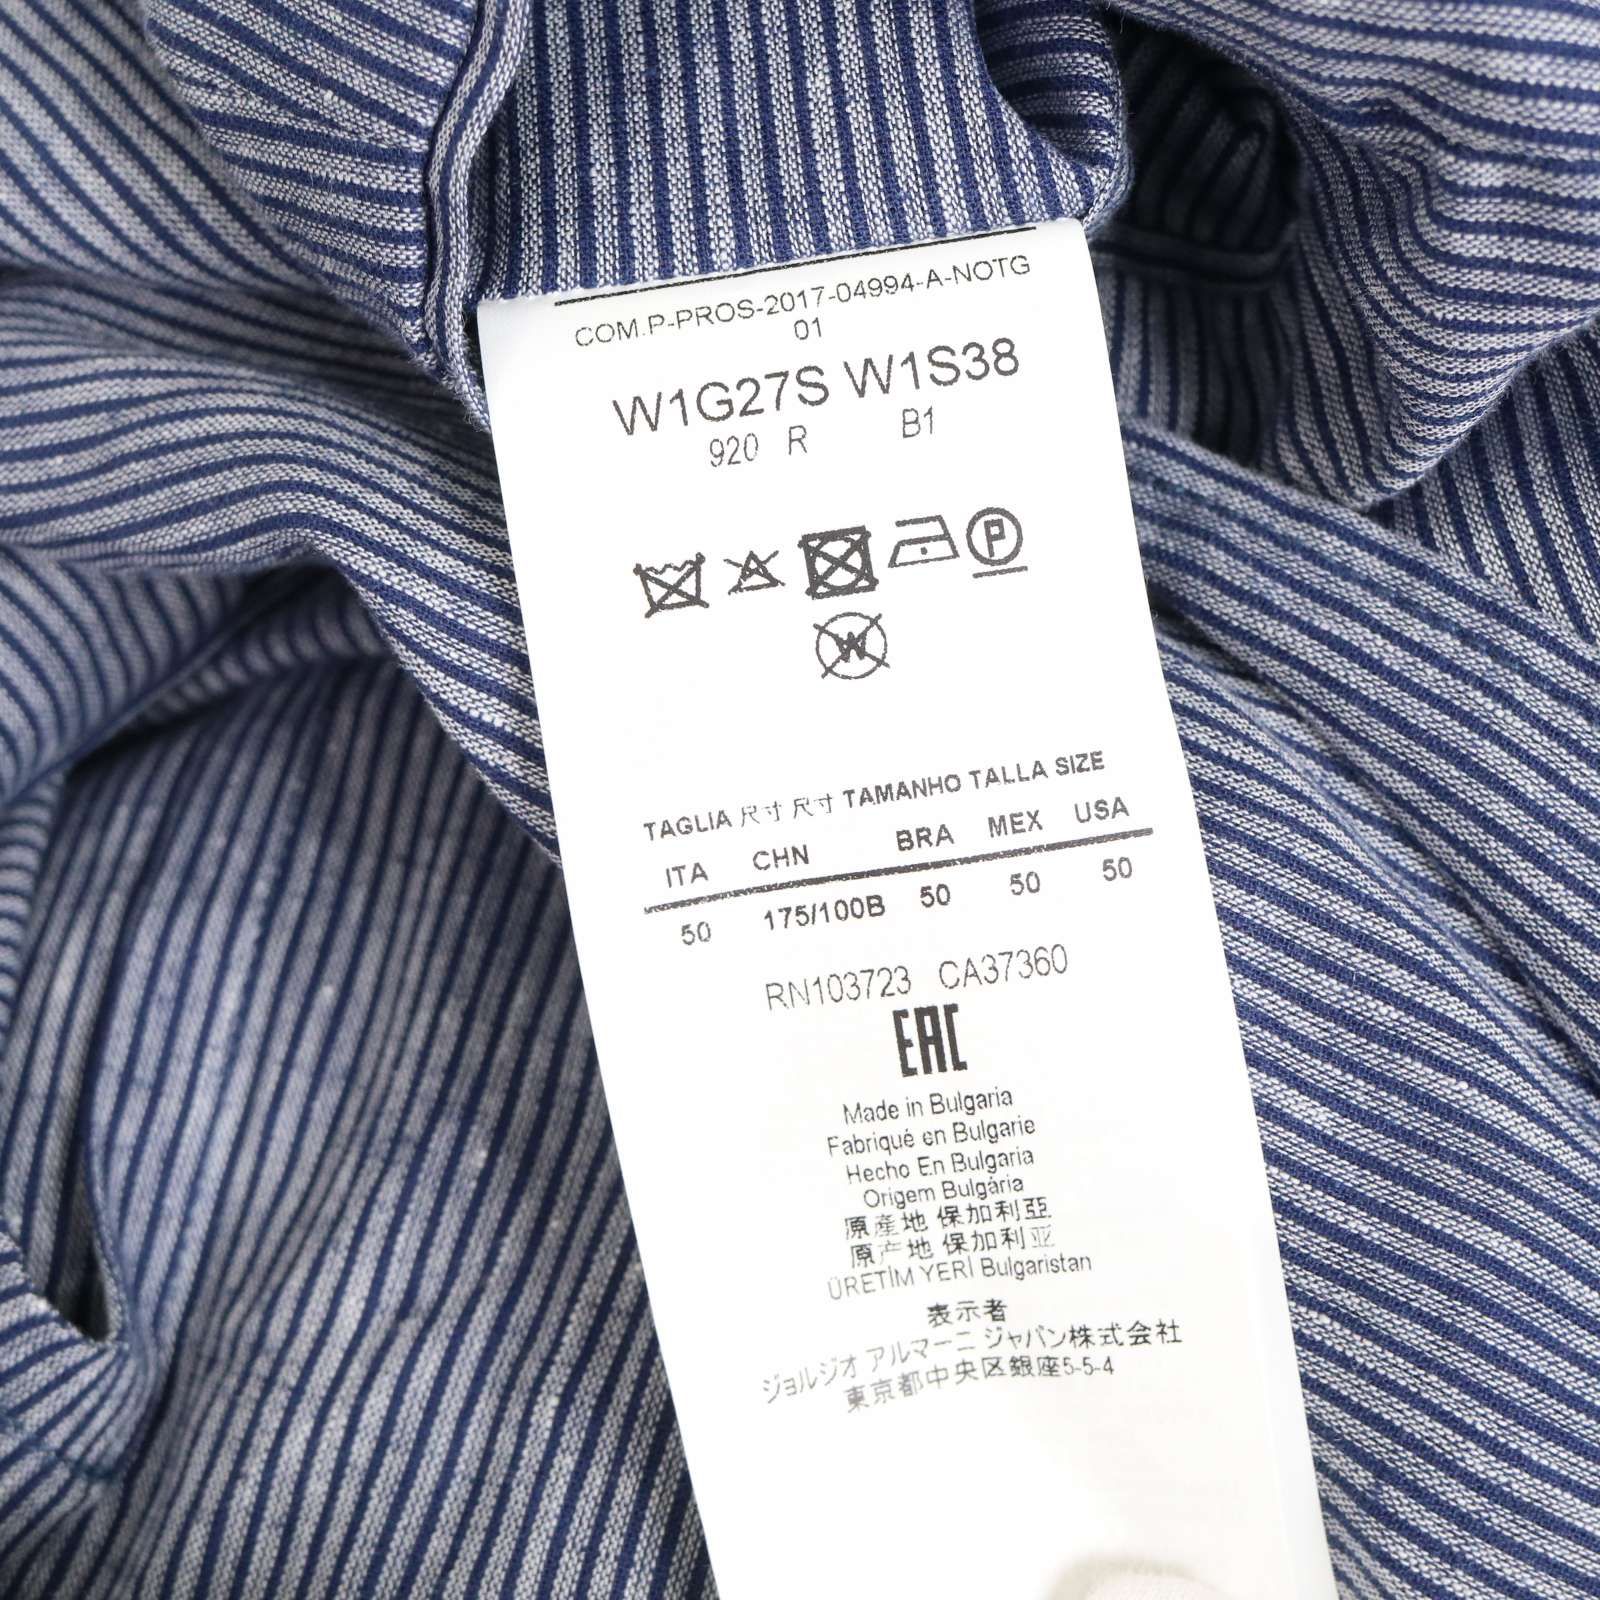 COM.P-PROS-2017-04994-A-NOTG
01
W1G27S W1S38
920 R B1
P
W
TAGLIA 尺寸 尺寸 TAMANHO TALLA SIZE
ITA CHN BRA MEX USA
50 175/100B 50 50 50
RN103723 CA37360
EAC
Made in Bulgaria
Fabriqué en Bulgarie
Hecho En Bulgaria
Origem Bulgária
原産地 保加利亞
原产地 保加利亚
ÜRETİM YERİ Bulgaristan
表示者
ジョルジオ アルマーニ ジャパン株式会社
東京都中央区銀座5-5-4